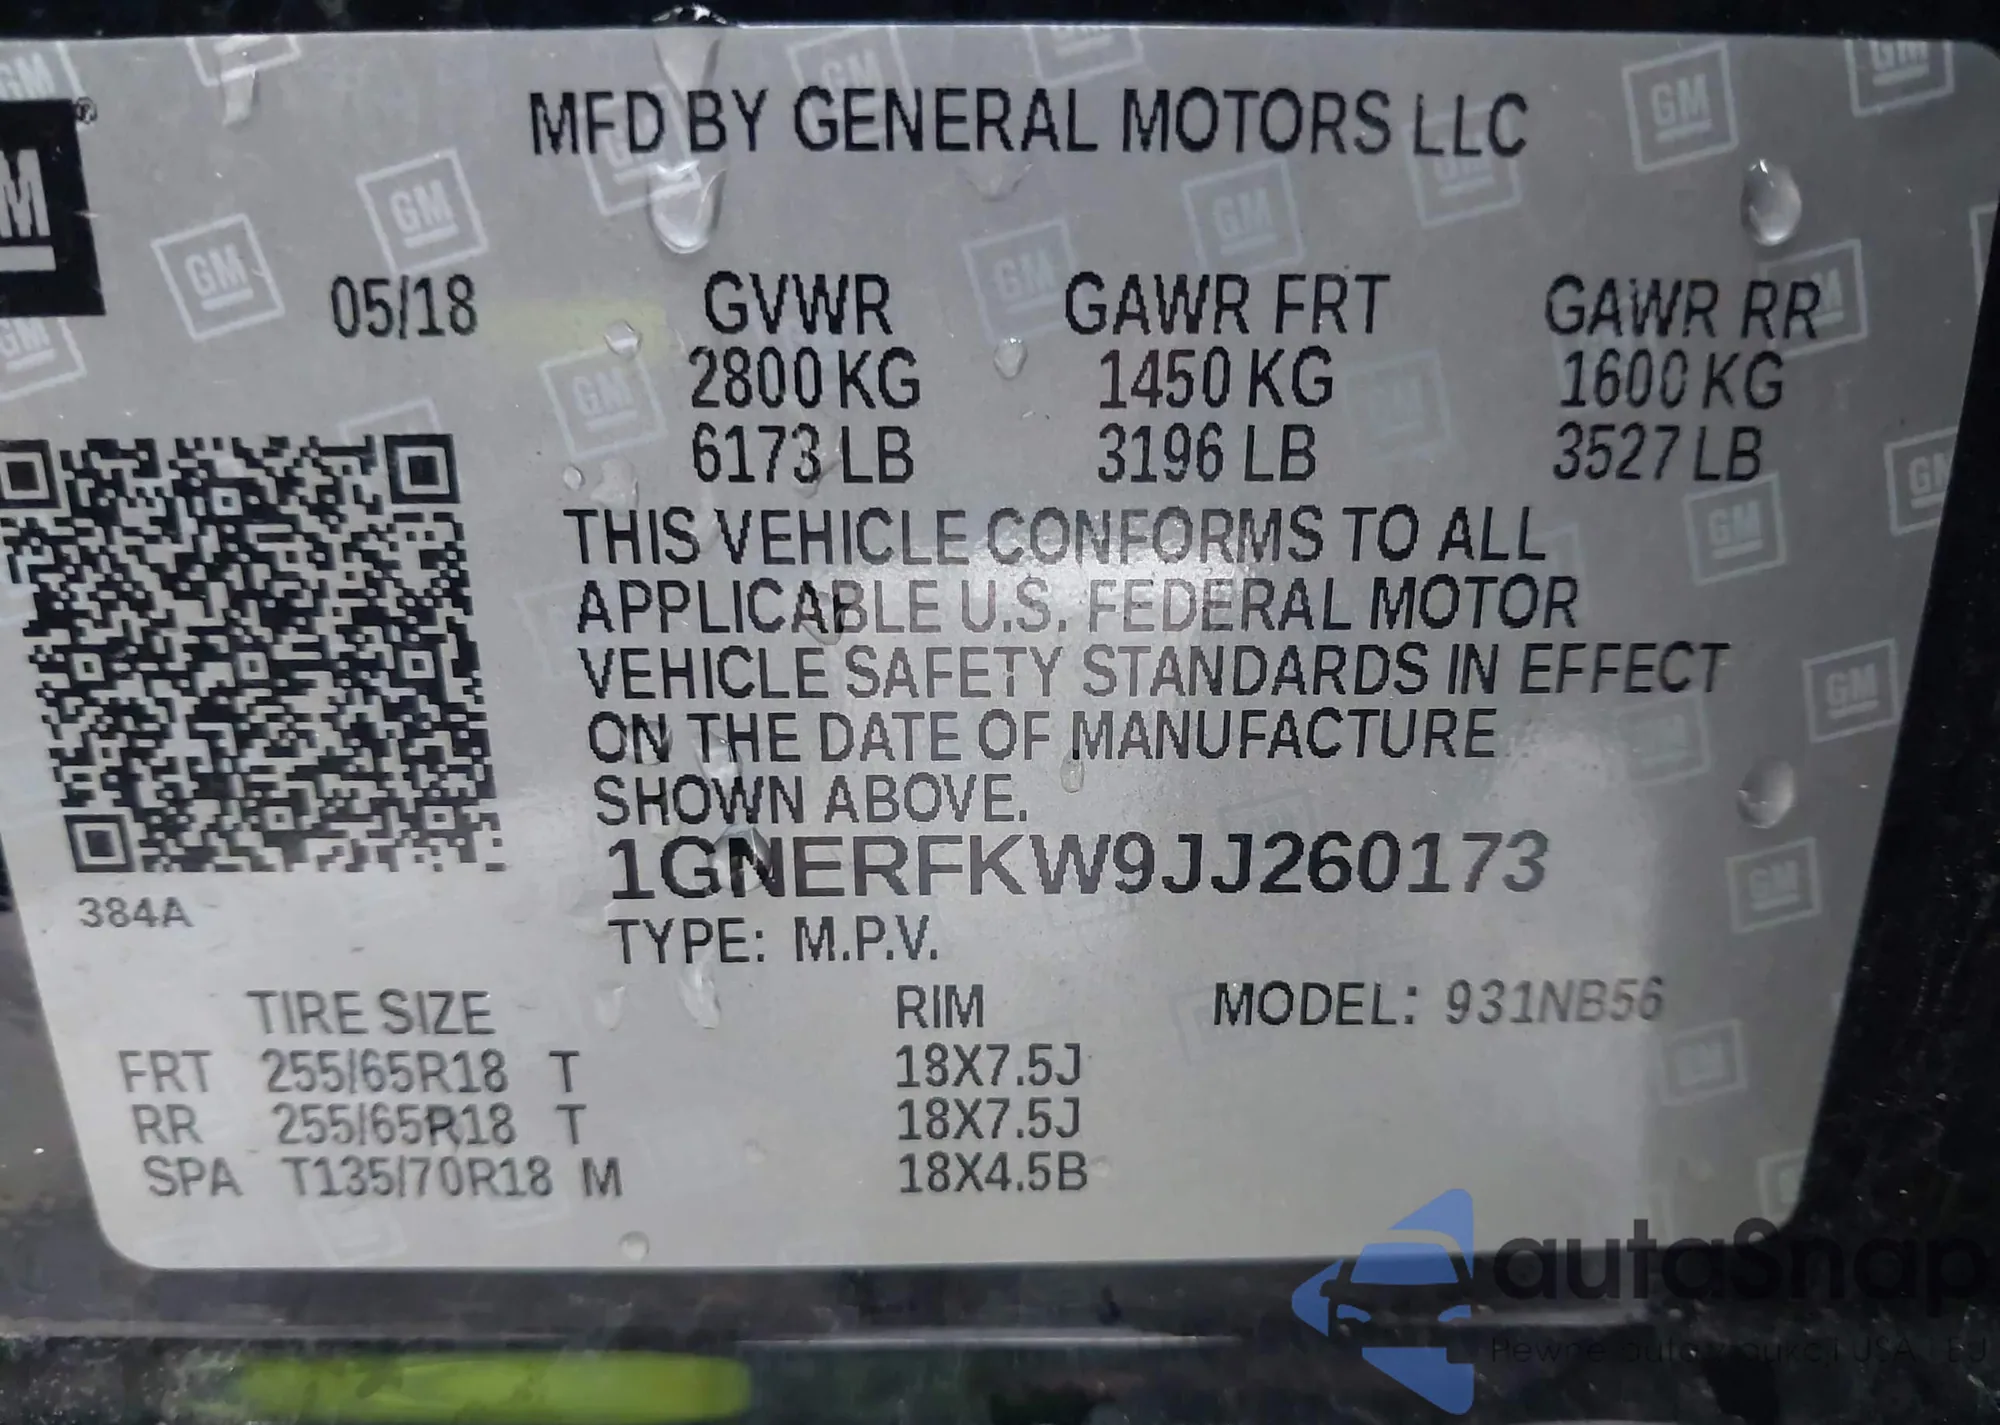 MFD BY GENERAL MOTORS LLC
GM
05/18
GVWR GAWR FRT GAWR RR
2800 KG 1450 KG 1600 KG
6173 LB 3196 LB 3527 LB
THIS VEHICLE CONFORMS TO ALL
APPLICABLE U.S. FEDERAL MOTOR
VEHICLE SAFETY STANDARDS IN EFFECT
ON THE DATE OF MANUFACTURE
SHOWN ABOVE.
1GNERFKW9JJ260173
384A
TYPE: M.P.V.
TIRE SIZE RIM MODEL: 931NB56
FRT 255/65R18 T 18X7.5J
RR 255/65R18 T 18X7.5J
SPA T135/70R18 M 18X4.5B
autaSnap